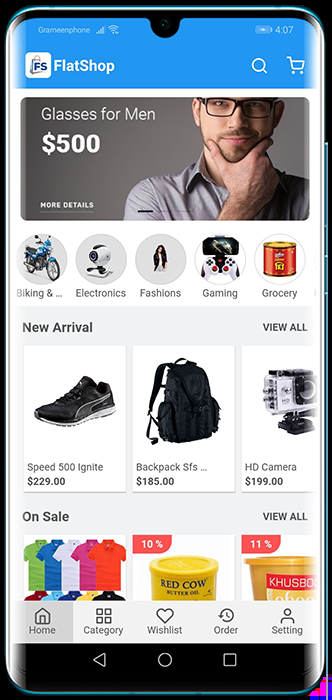 Grameenphone
4:07
FS
FlatShop
Glasses for Men
$500
MORE DETAILS
Biking & ...
Electronics
Fashions
Gaming
Grocery
New Arrival
VIEW ALL
Speed 500 Ignite
$229.00
Backpack Sfs ...
$185.00
HD
HD Camera
$199.00
On Sale
VIEW ALL
10 %
11 %
RED COW
BUTTER OIL
KHUSBOO
Home
Category
Wishlist
Order
Setting